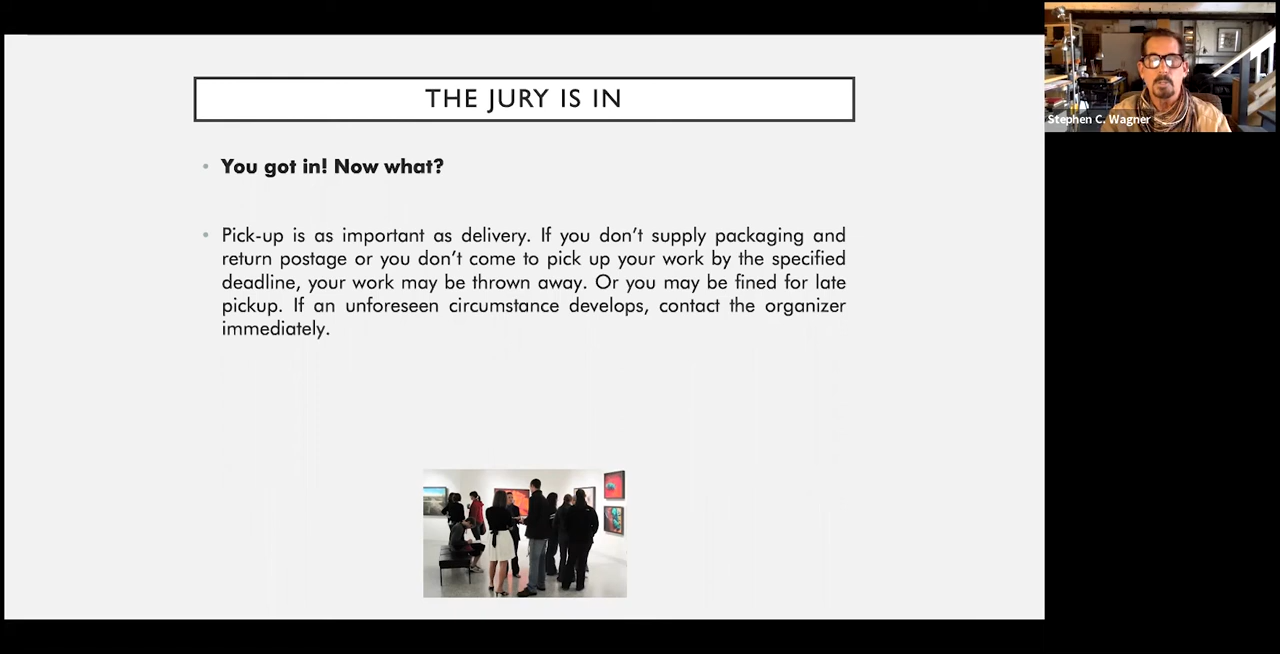 THE JURY IS IN
Stephen C. Wagner
• You got in! Now what?
• Pick-up is as important as delivery. If you don’t supply packaging and
return postage or you don’t come to pick up your work by the specified
deadline, your work may be thrown away. Or you may be fined for late
pickup. If an unforeseen circumstance develops, contact the organizer
immediately.